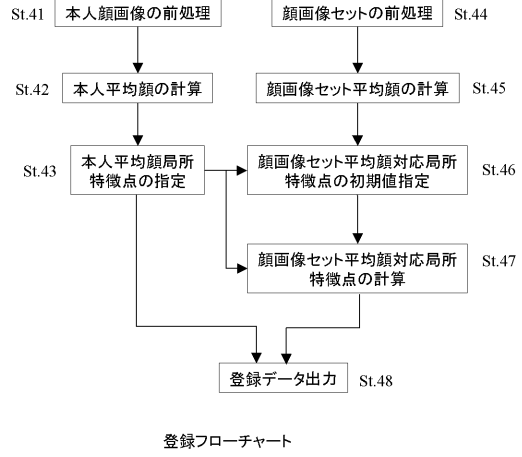 St.41
本人顔画像の前処理
顔画像セットの前処理
St.44
St.42
本人平均顔の計算
顔画像セット平均顔の計算
St.45
St.43
本人平均顔局所
特徴点の指定
顔画像セット平均顔対応局所
特徴点の初期値指定
St.46
顔画像セット平均顔対応局所
特徴点の計算
St.47
登録データ出力
St.48
登録フローチャート